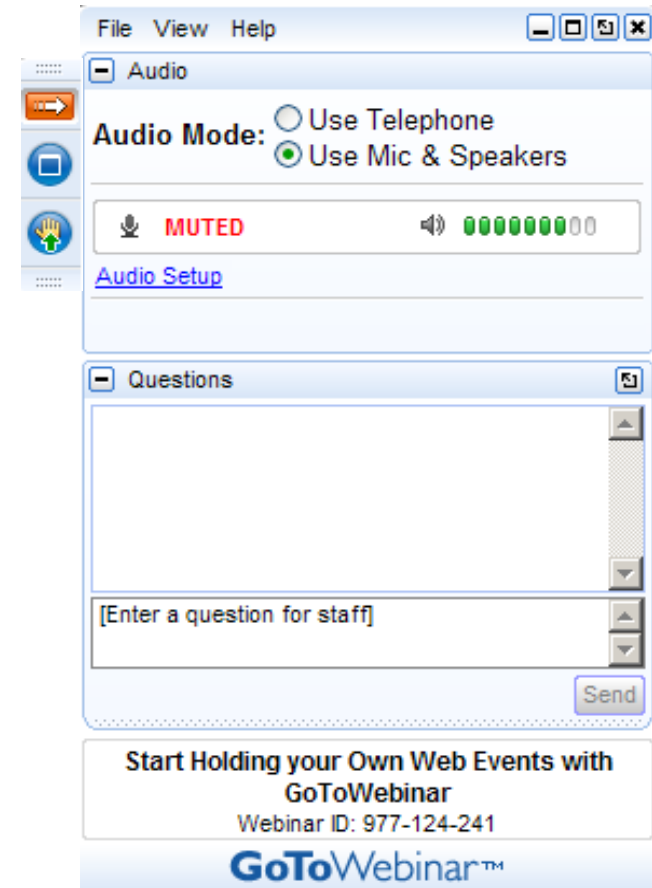 File View Help
Audio
Audio Mode:
Use Telephone
Use Mic & Speakers
MUTED
Audio Setup
Questions
[Enter a question for staff]
Send
Start Holding your Own Web Events with
GoToWebinar
Webinar ID: 977-124-241
GoToWebinar™